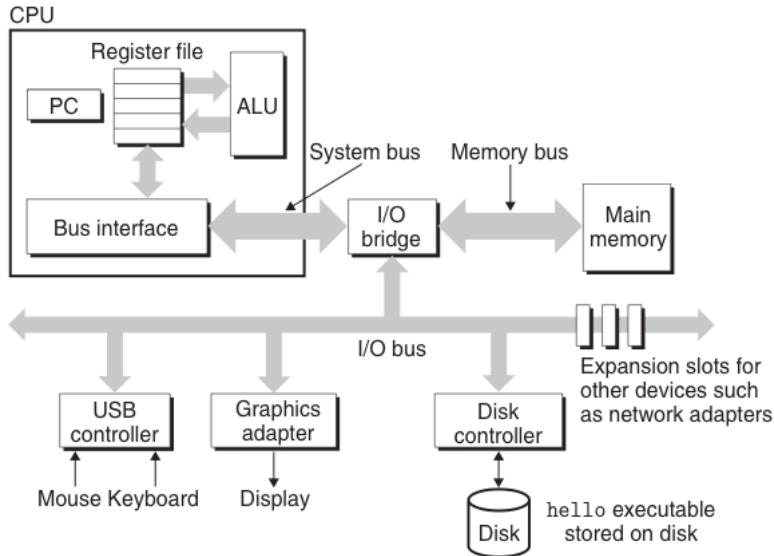 CPU
Register file
PC
ALU
System bus
Memory bus
Bus interface
I/O
bridge
Main
memory
I/O bus
Expansion slots for
other devices such
as network adapters
USB
controller
Graphics
adapter
Disk
controller
Mouse Keyboard
Display
Disk
hello executable
stored on disk